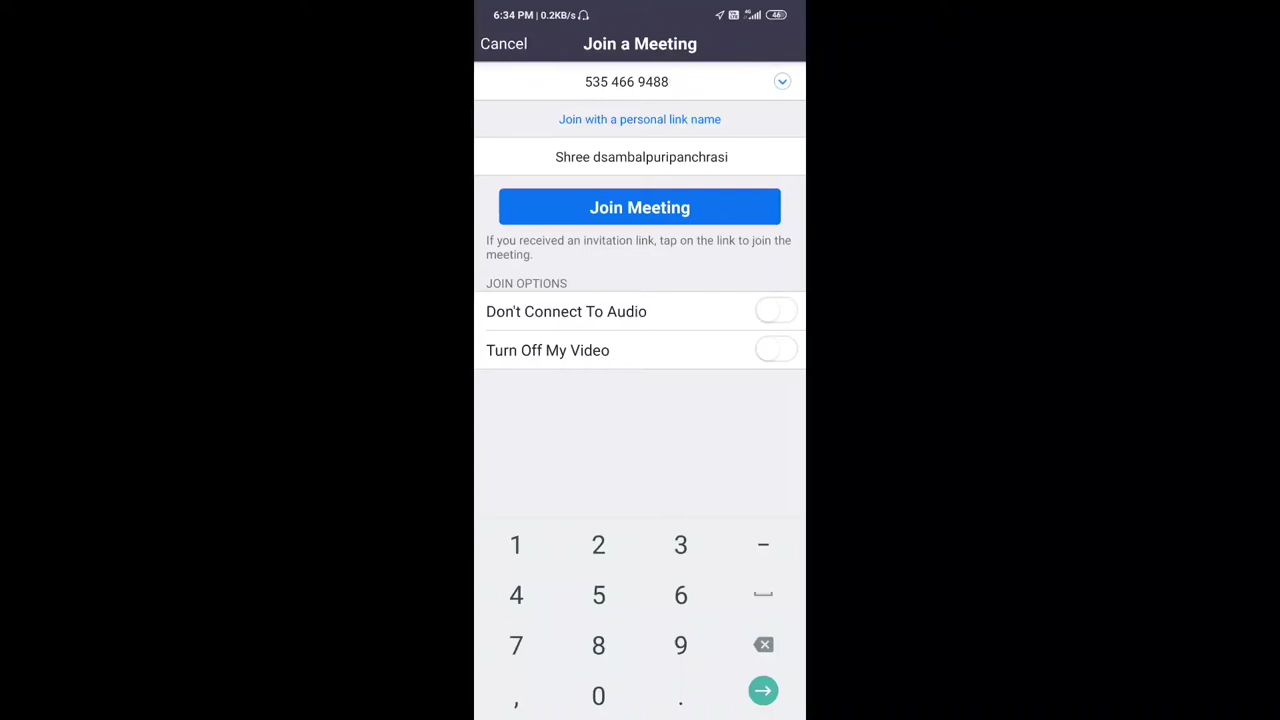 6:34 PM | 0.2KB/s 4G 46
Cancel Join a Meeting
535 466 9488
Join with a personal link name
Shree dsambalpuripanchrasi
Join Meeting
If you received an invitation link, tap on the link to join the
meeting.
JOIN OPTIONS
Don't Connect To Audio
Turn Off My Video
1 2 3 -
4 5 6
7 8 9
, 0 .